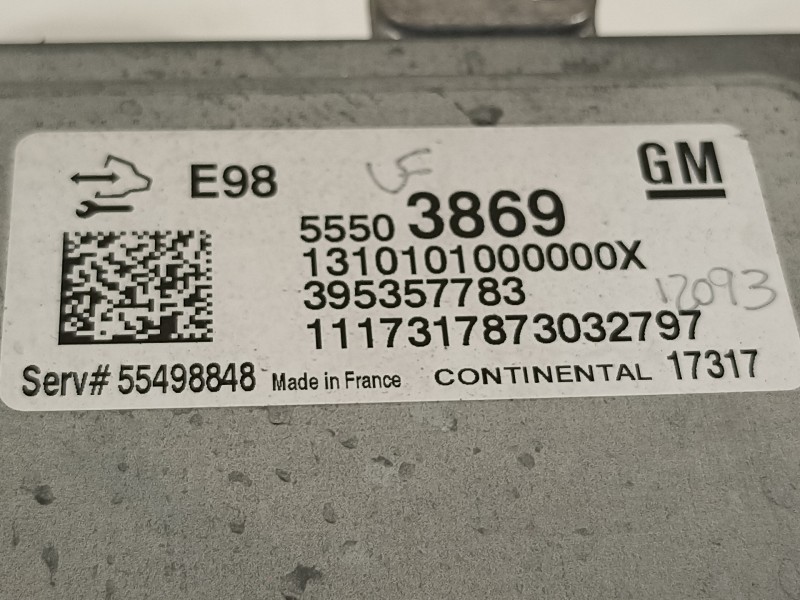 E98
GM
5550 3869
1310101000000X
395357783
12093
1117317873032797
Serv# 55498848 Made in France CONTINENTAL 17317